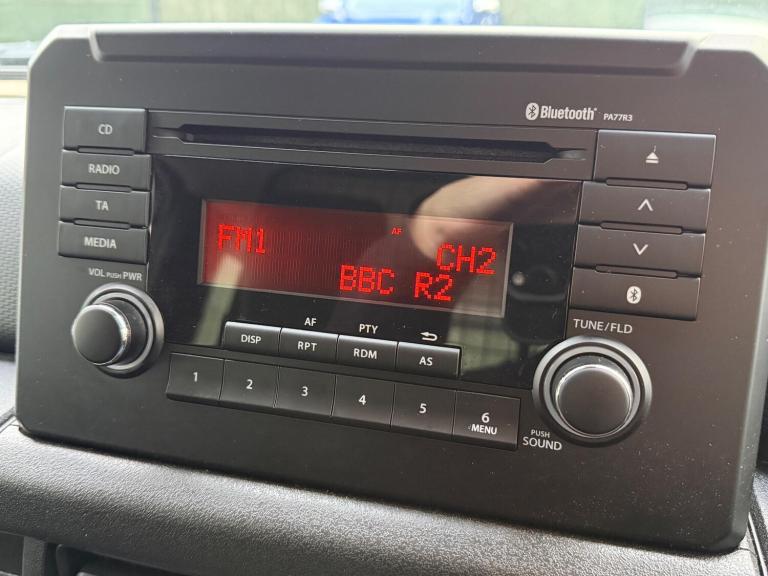 Bluetooth® PA77R3
CD
RADIO
TA
MEDIA
VOL PUSH PWR
AF
FM1
CH2
BBC R2
TUNE/FLD
AF
PTY
DISP
RPT
RDM
AS
1
2
3
4
5
6
♪MENU
PUSH
SOUND